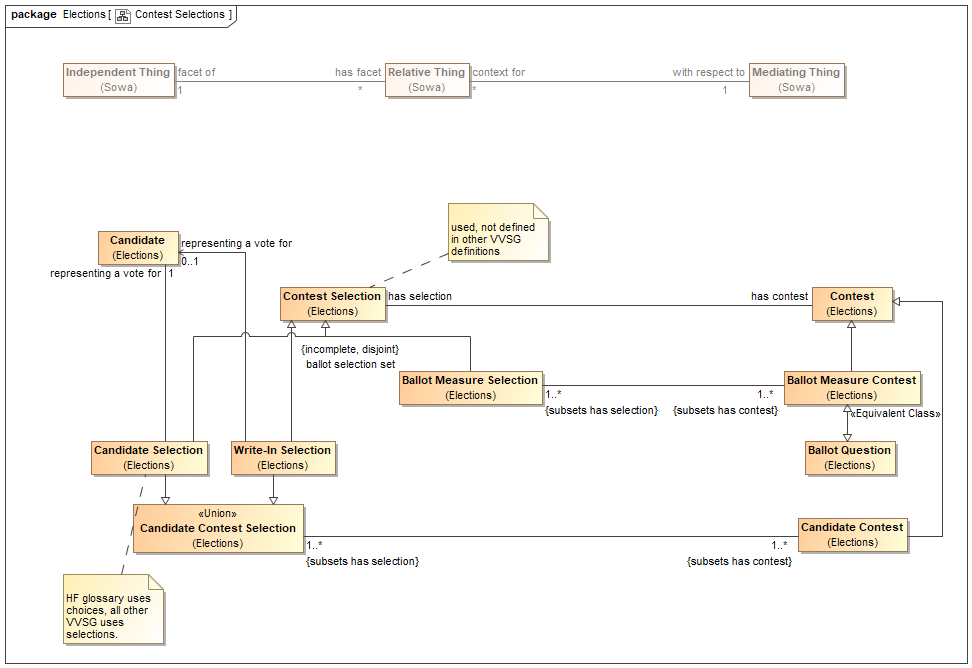 package Elections [ Contest Selections ]
Independent Thing
(Sowa)
facet of
1
has facet
*
Relative Thing
(Sowa)
context for
*
with respect to
1
Mediating Thing
(Sowa)
used, not defined
in other VVSG
definitions
Candidate
(Elections)
representing a vote for
0..1
representing a vote for
1
Contest Selection
(Elections)
has selection
has contest
Contest
(Elections)
{incomplete, disjoint}
ballot selection set
Ballot Measure Selection
(Elections)
1..*
{subsets has selection}
1..*
{subsets has contest}
Ballot Measure Contest
(Elections)
«Equivalent Class»
Ballot Question
(Elections)
Candidate Selection
(Elections)
Write-In Selection
(Elections)
«Union»
Candidate Contest Selection
(Elections)
1..*
{subsets has selection}
1..*
{subsets has contest}
Candidate Contest
(Elections)
HF glossary uses
choices, all other
VVSG uses
selections.